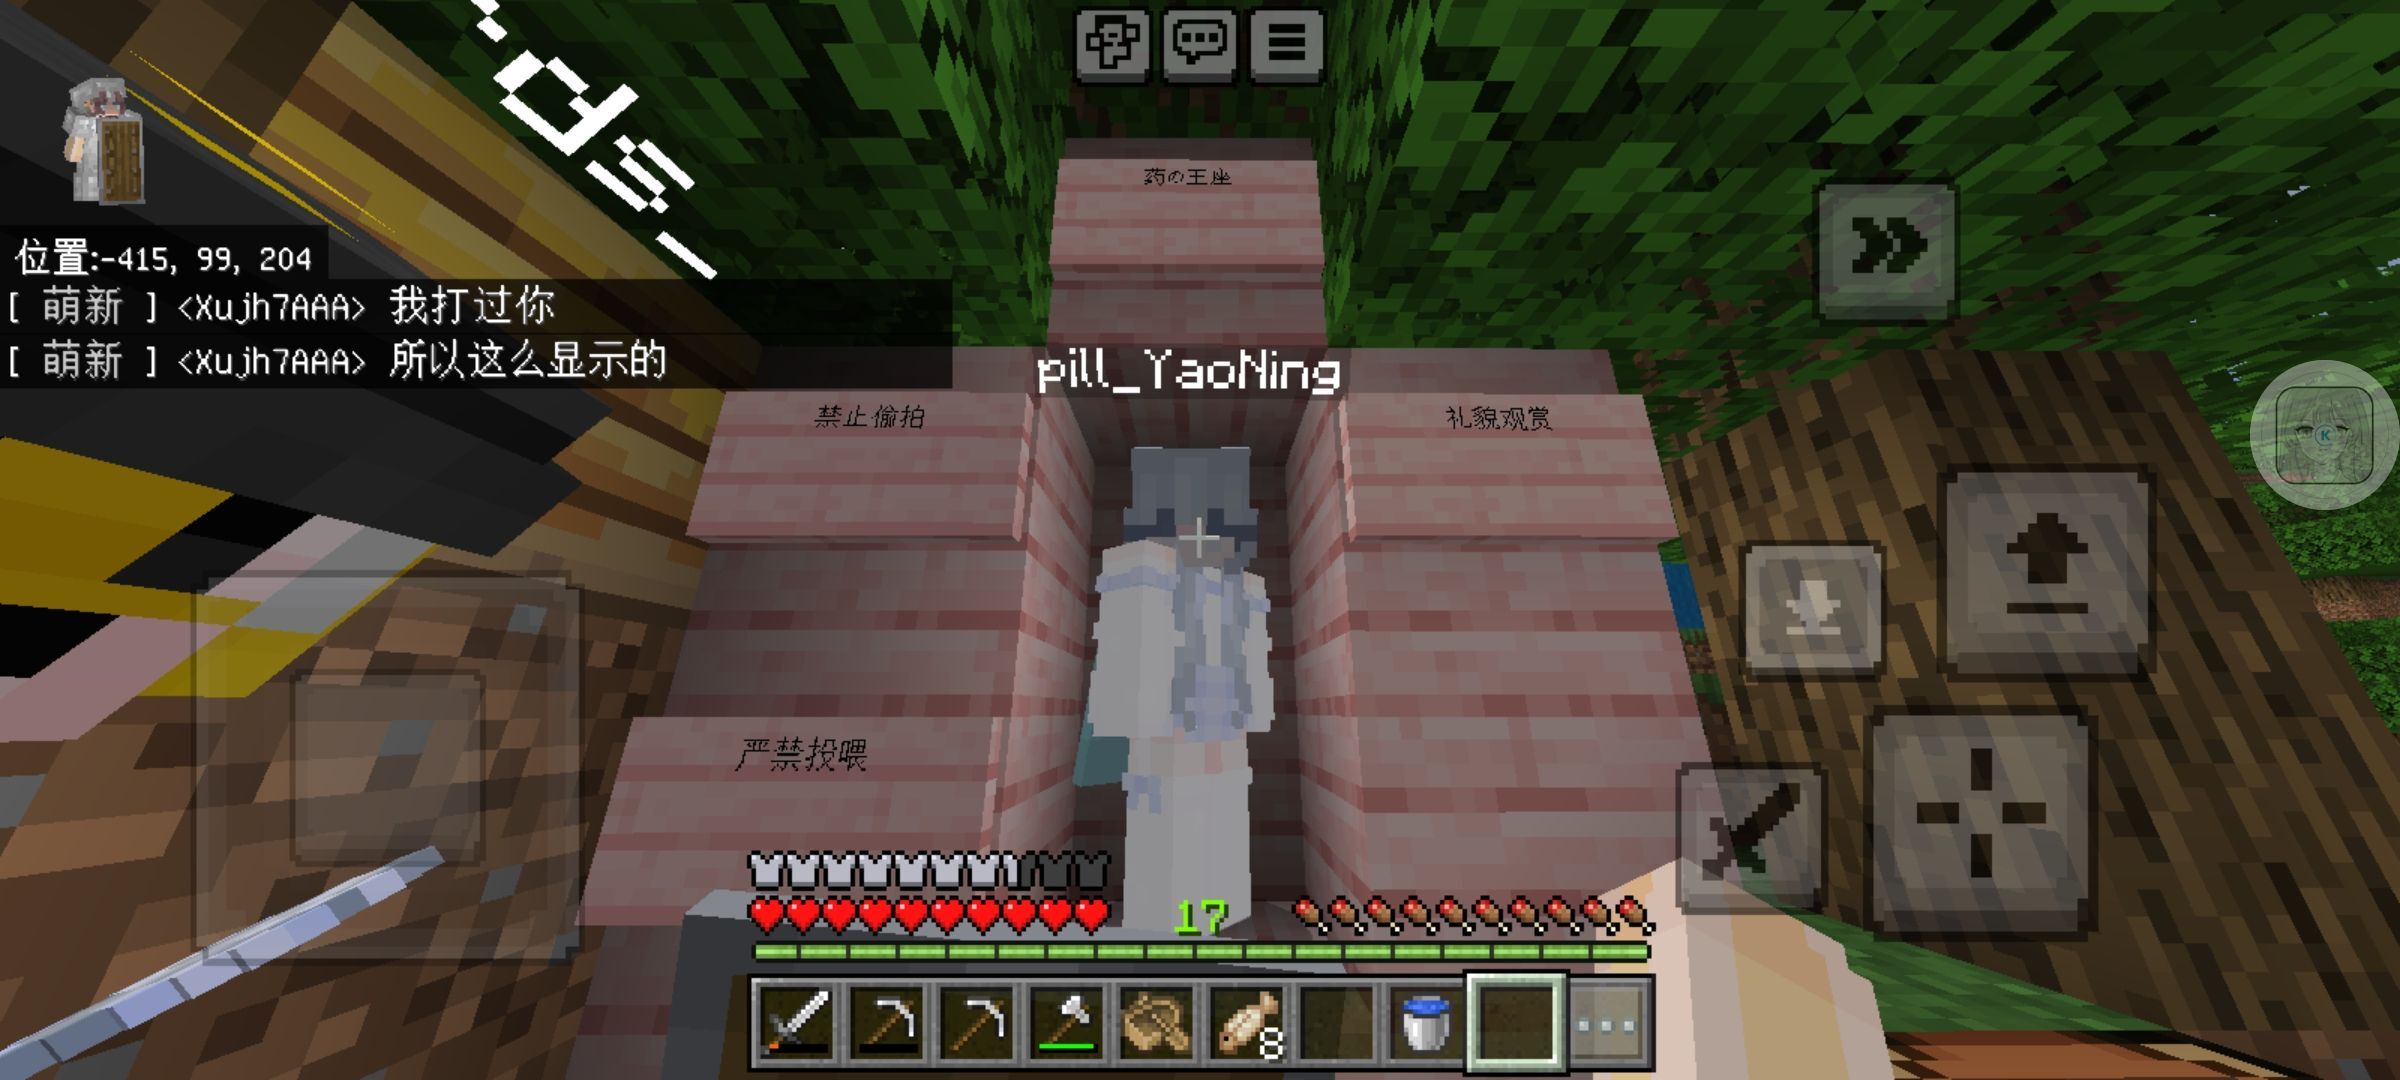 药の王座
位置:-415, 99, 204
[ 萌新 ] <Xujh7AAA> 我打过你
[ 萌新 ] <Xujh7AAA> 所以这么显示的
pill_YaoNing
禁止偷拍
礼貌观赏
严禁投喂
17
8
K